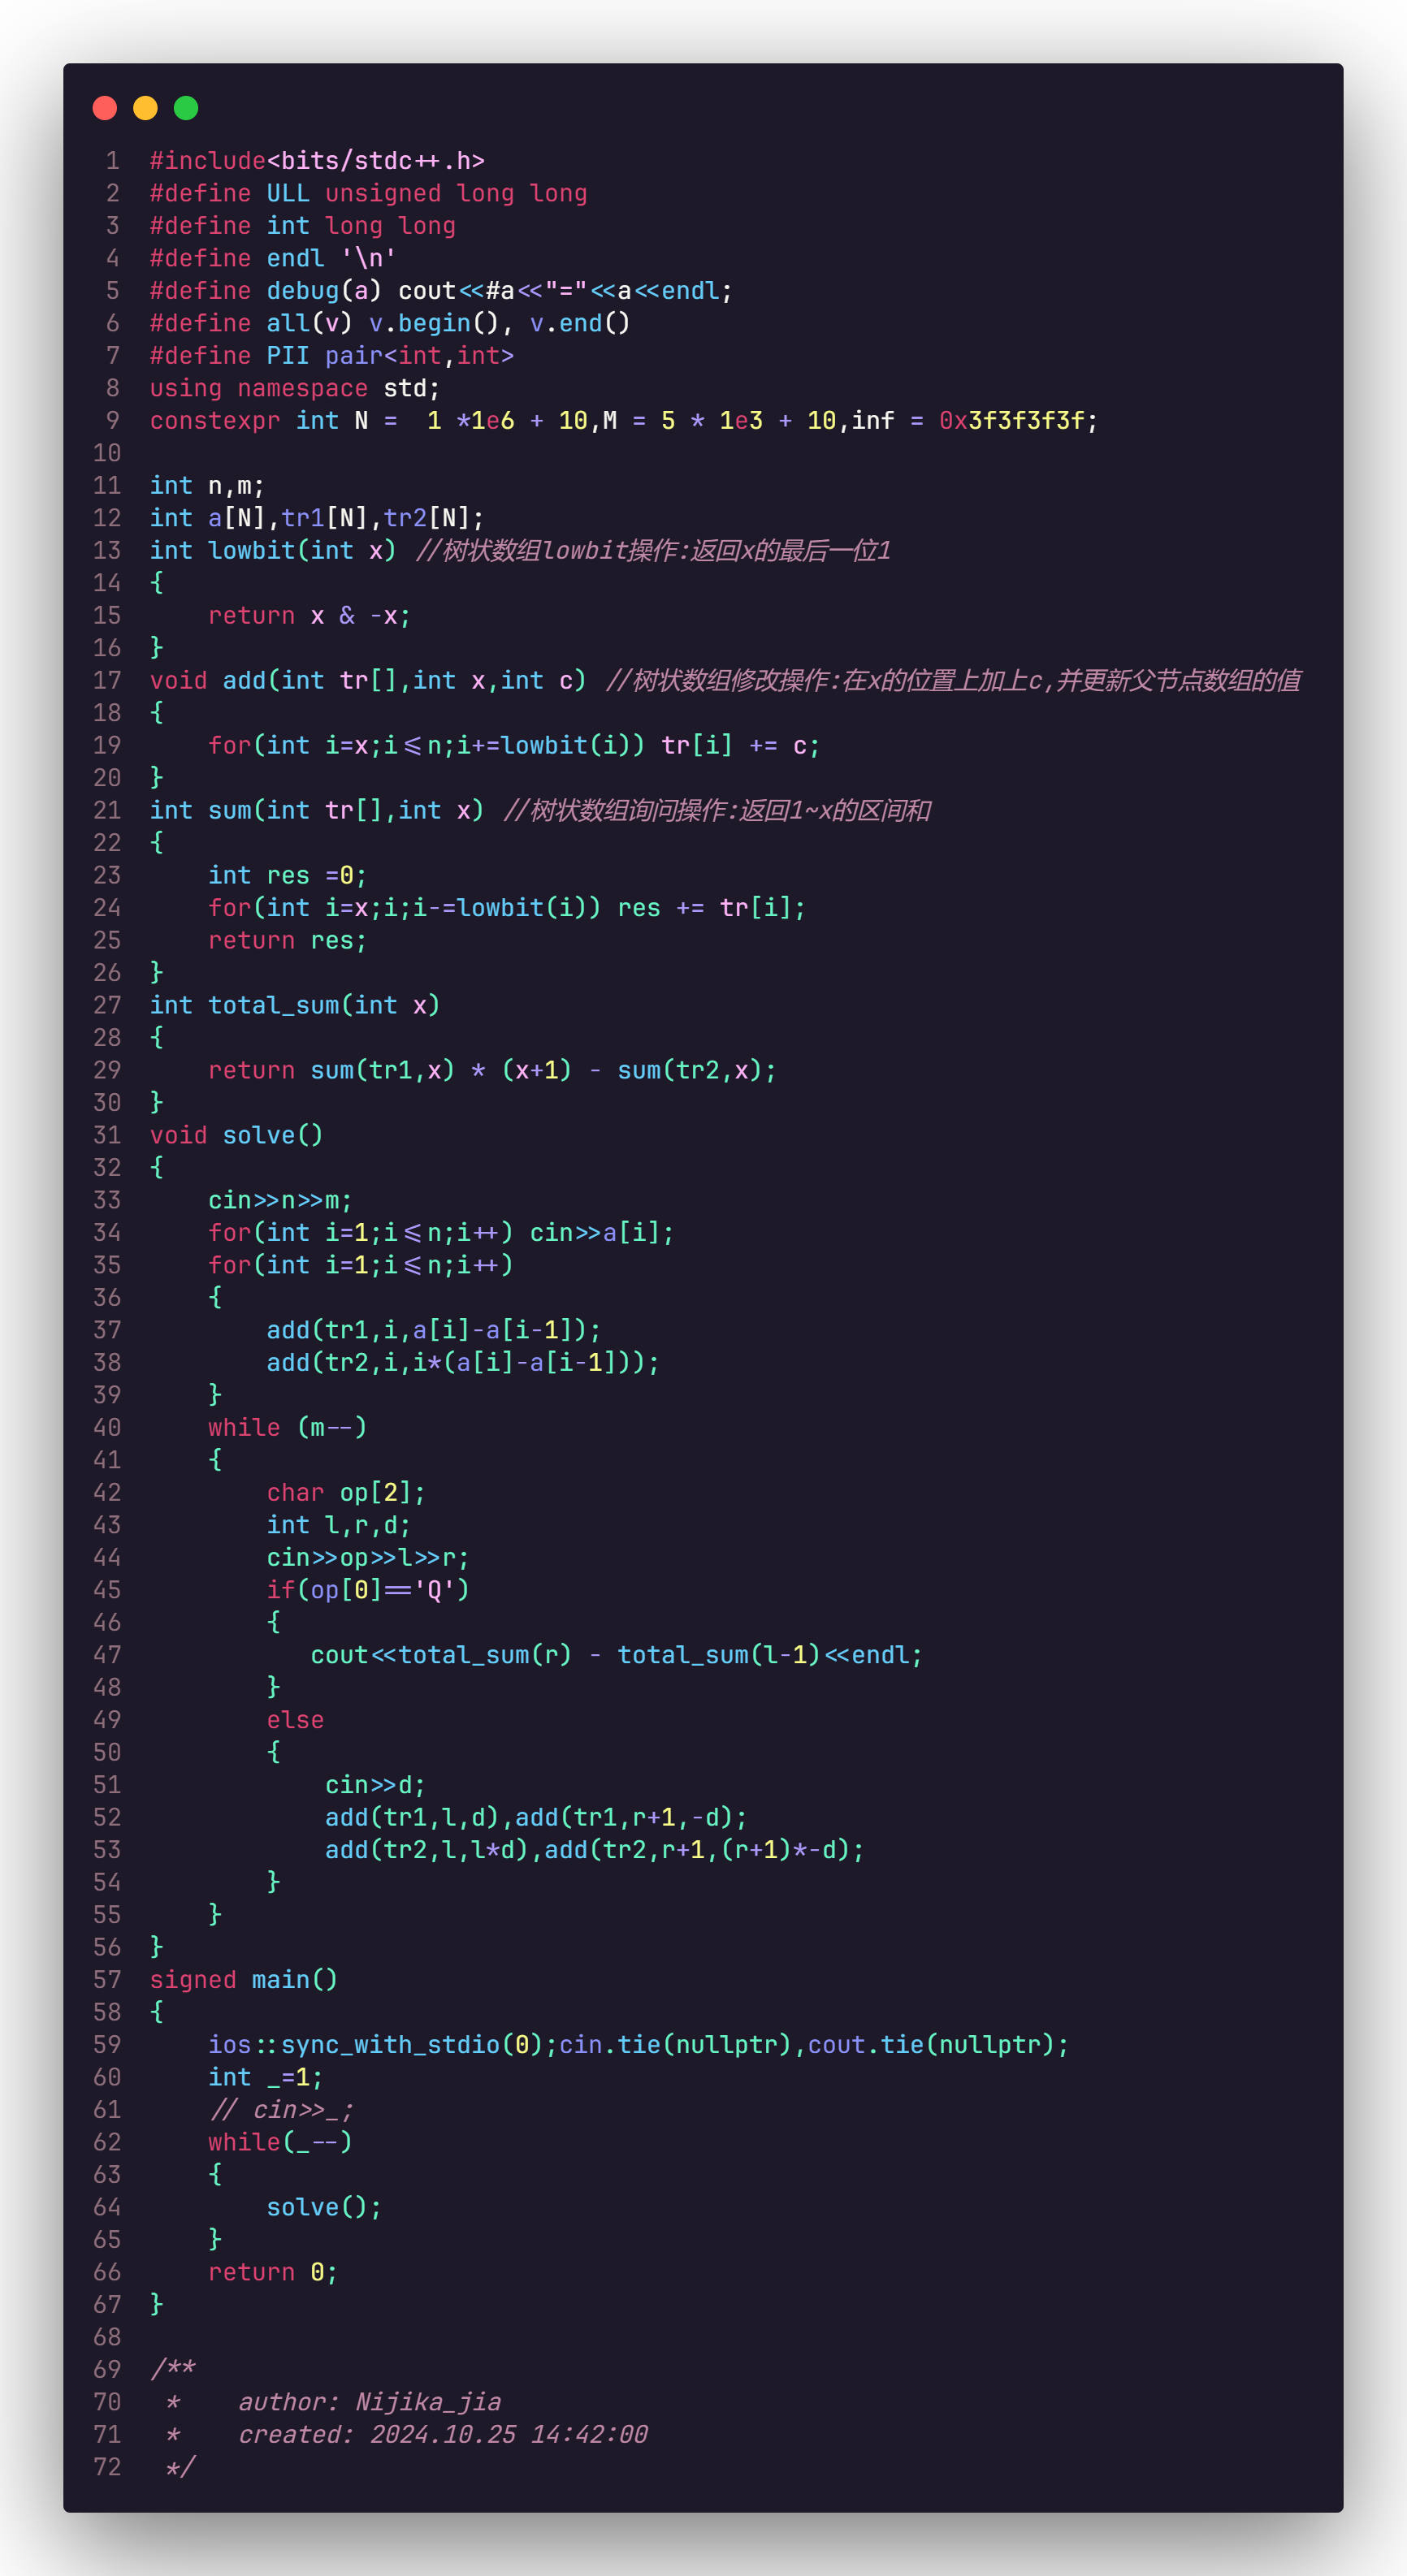 1 #include<bits/stdc++.h>
2 #define ULL unsigned long long
3 #define int long long
4 #define endl '\n'
5 #define debug(a) cout<<#a<<"="<<a<<endl;
6 #define all(v) v.begin(), v.end()
7 #define PII pair<int,int>
8 using namespace std;
9 constexpr int N =  1 *1e6 + 10,M = 5 * 1e3 + 10,inf = 0x3f3f3f3f;
10
11 int n,m;
12 int a[N],tr1[N],tr2[N];
13 int lowbit(int x) //树状数组lowbit操作:返回x的最后一位1
14 {
15     return x & -x;
16 }
17 void add(int tr[],int x,int c) //树状数组修改操作:在x的位置上加上c,并更新父节点数组的值
18 {
19     for(int i=x;i<=n;i+=lowbit(i)) tr[i] += c;
20 }
21 int sum(int tr[],int x) //树状数组询问操作:返回1~x的区间和
22 {
23     int res =0;
24     for(int i=x;i;i-=lowbit(i)) res += tr[i];
25     return res;
26 }
27 int total_sum(int x)
28 {
29     return sum(tr1,x) * (x+1) - sum(tr2,x);
30 }
31 void solve()
32 {
33     cin>>n>>m;
34     for(int i=1;i<=n;i++) cin>>a[i];
35     for(int i=1;i<=n;i++)
36     {
37         add(tr1,i,a[i]-a[i-1]);
38         add(tr2,i,i*(a[i]-a[i-1]));
39     }
40     while (m--)
41     {
42         char op[2];
43         int l,r,d;
44         cin>>op>>l>>r;
45         if(op[0]=='Q')
46         {
47            cout<<total_sum(r) - total_sum(l-1)<<endl;
48         }
49         else
50         {
51             cin>>d;
52             add(tr1,l,d),add(tr1,r+1,-d);
53             add(tr2,l,l*d),add(tr2,r+1,(r+1)*-d);
54         }
55     }
56 }
57 signed main()
58 {
59     ios::sync_with_stdio(0);cin.tie(nullptr),cout.tie(nullptr);
60     int _=1;
61     // cin>>_;
62     while(_--)
63     {
64         solve();
65     }
66     return 0;
67 }
68
69 /**
70  *    author: Nijika_jia
71  *    created: 2024.10.25 14:42:00
72  */